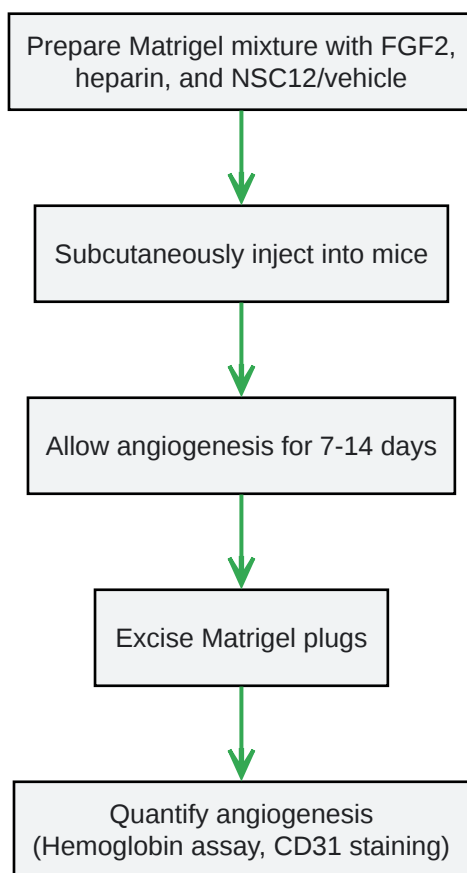 Prepare Matrigel mixture with FGF2,
heparin, and NSC12/vehicle
Subcutaneously inject into mice
Allow angiogenesis for 7-14 days
Excise Matrigel plugs
Quantify angiogenesis
(Hemoglobin assay, CD31 staining)